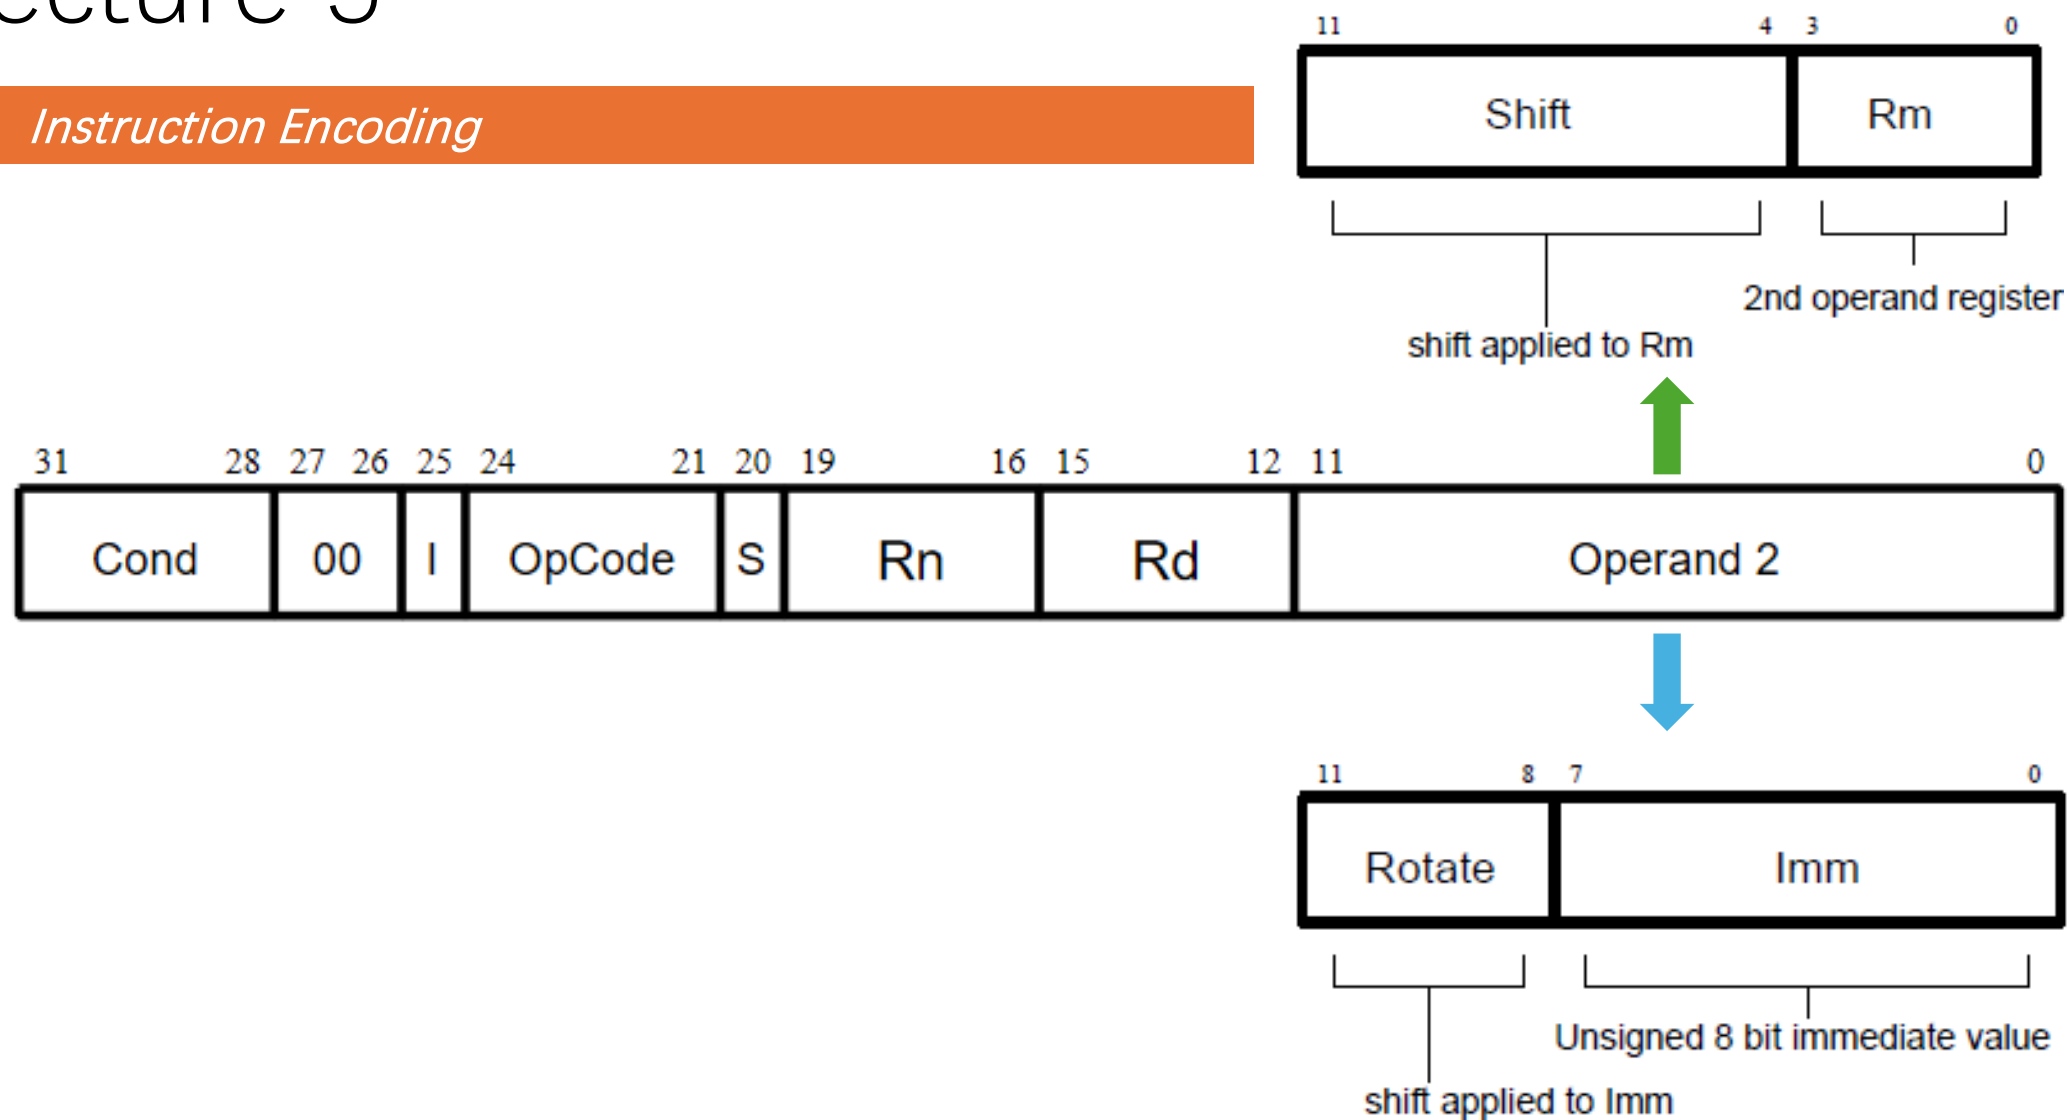 11 4 3 0
Instruction Encoding
Shift Rm
2nd operand register
shift applied to Rm
31 28 27 26 25 24 21 20 19 16 15 12 11 0
Cond 00 I OpCode S Rn Rd Operand 2
11 8 7 0
Rotate Imm
Unsigned 8 bit immediate value
shift applied to Imm